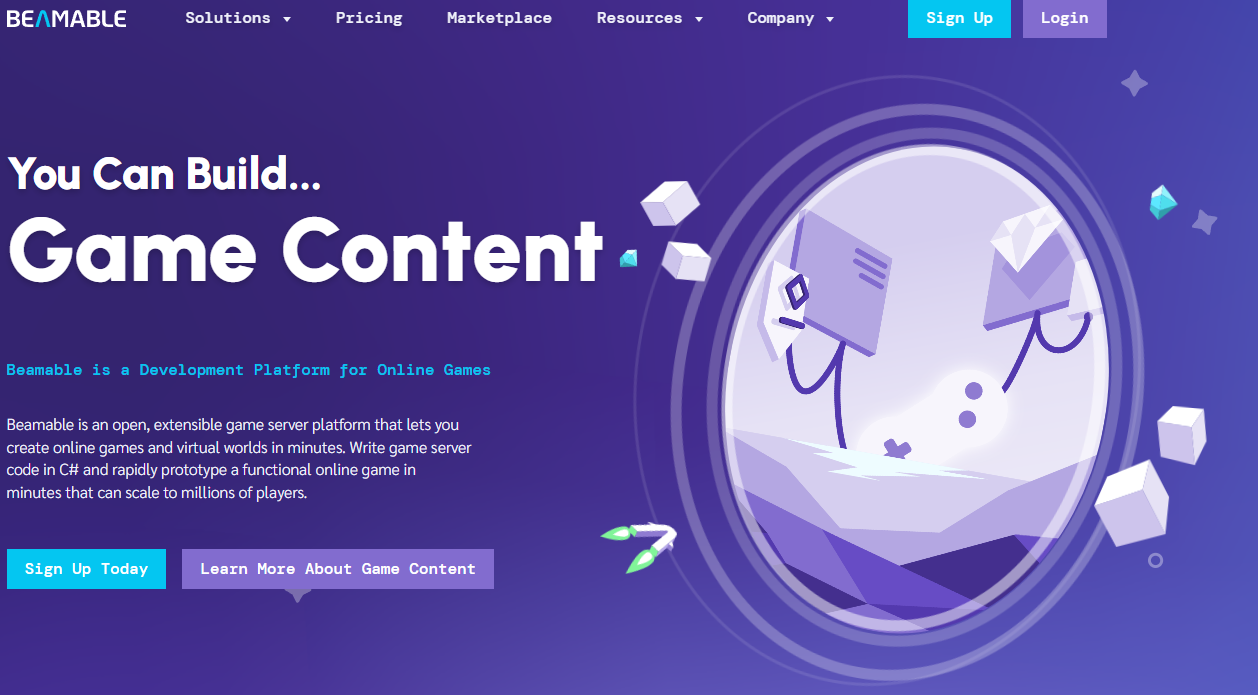 BEAMABLE Solutions Pricing Marketplace Resources Company Sign Up Login
You Can Build...
Game Content
Beamable is a Development Platform for Online Games
Beamable is an open, extensible game server platform that lets you
create online games and virtual worlds in minutes. Write game server
code in C# and rapidly prototype a functional online game in
minutes that can scale to millions of players.
Sign Up Today Learn More About Game Content